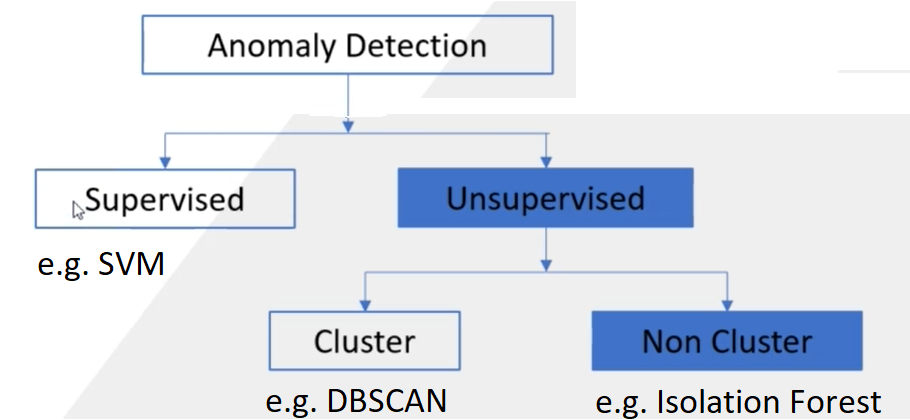 Anomaly Detection
Supervised
Unsupervised
e.g. SVM
Cluster
Non Cluster
e.g. DBSCAN
e.g. Isolation Forest